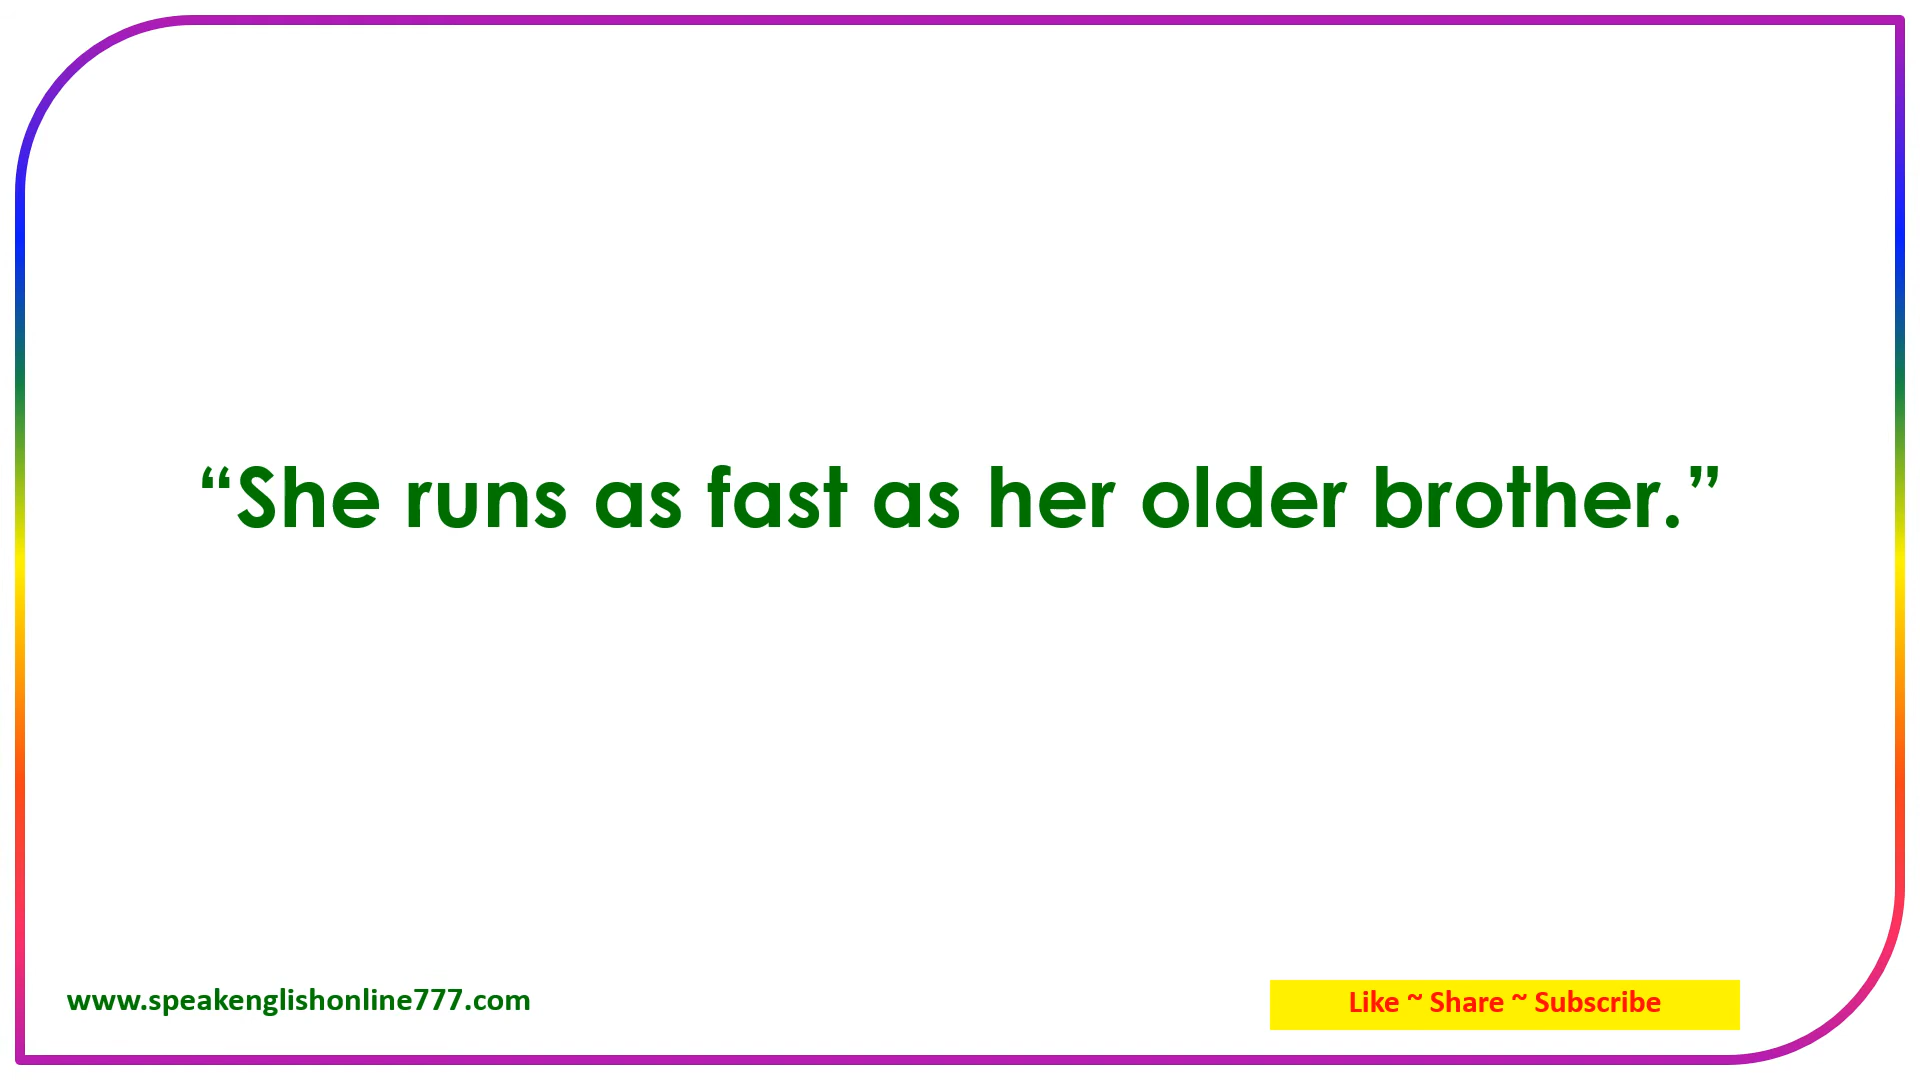 “She runs as fast as her older brother.”
www.speakenglishonline777.com
Like ~ Share ~ Subscribe